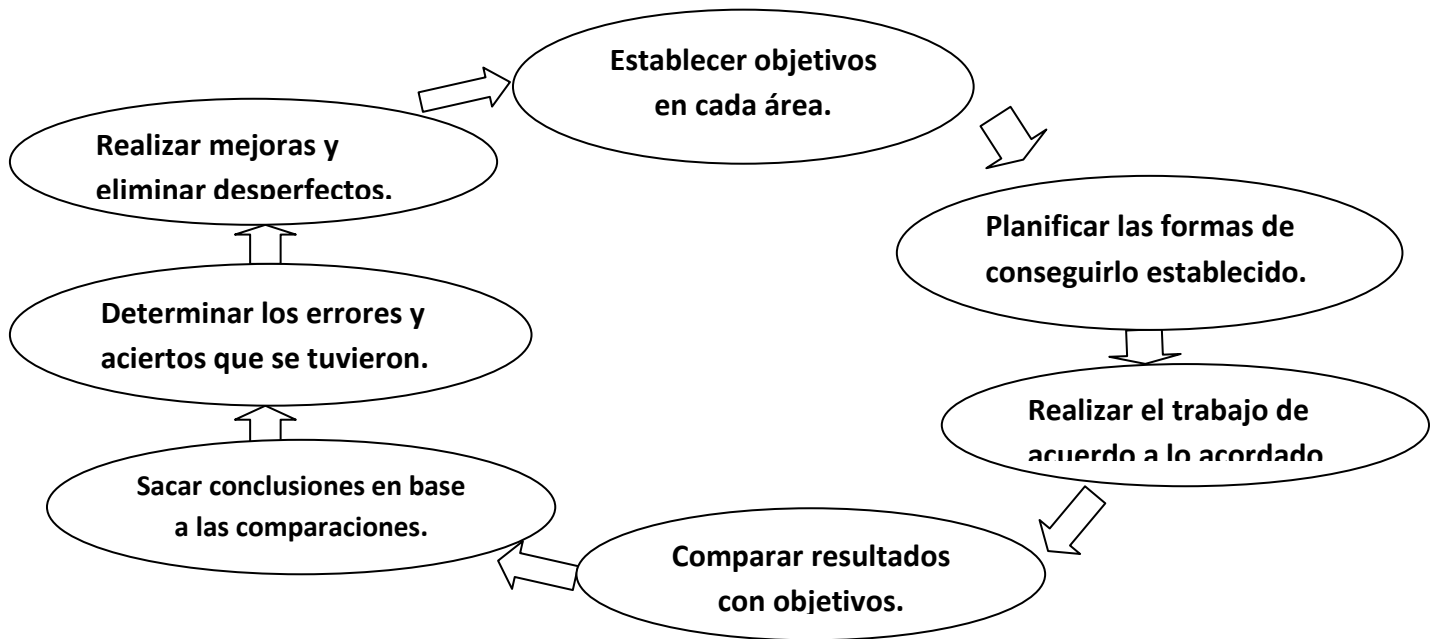 Establecer objetivos
en cada área.
Planificar las formas de
conseguirlo establecido.
Realizar el trabajo de
acuerdo a lo acordado
Comparar resultados
con objetivos.
Sacar conclusiones en base
a las comparaciones.
Determinar los errores y
aciertos que se tuvieron.
Realizar mejoras y
eliminar desperfectos.